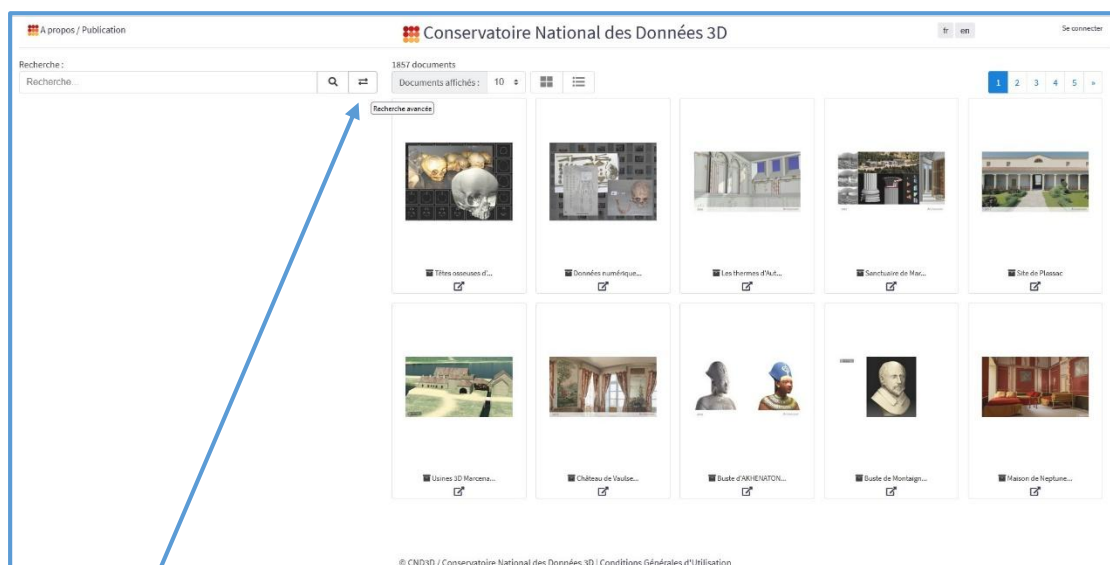 A propos / Publication
Conservatoire National des Données 3D
fr en
Se connecter
Recherche :
Recherche...
1857 documents
Documents affichés : 10
1 2 3 4 5 »
Recherche avancée
Têtes osseuses d'...
Données numérique...
Les thermes d'Aut...
Sanctuaire de Mar...
Site de Plassac
Usines 3D Marcena...
Château de Vaulse...
Buste d'AKHENATON...
Buste de Montaign...
Maison de Neptune...
© CND3D / Conservatoire National des Données 3D | Conditions Générales d'Utilisation